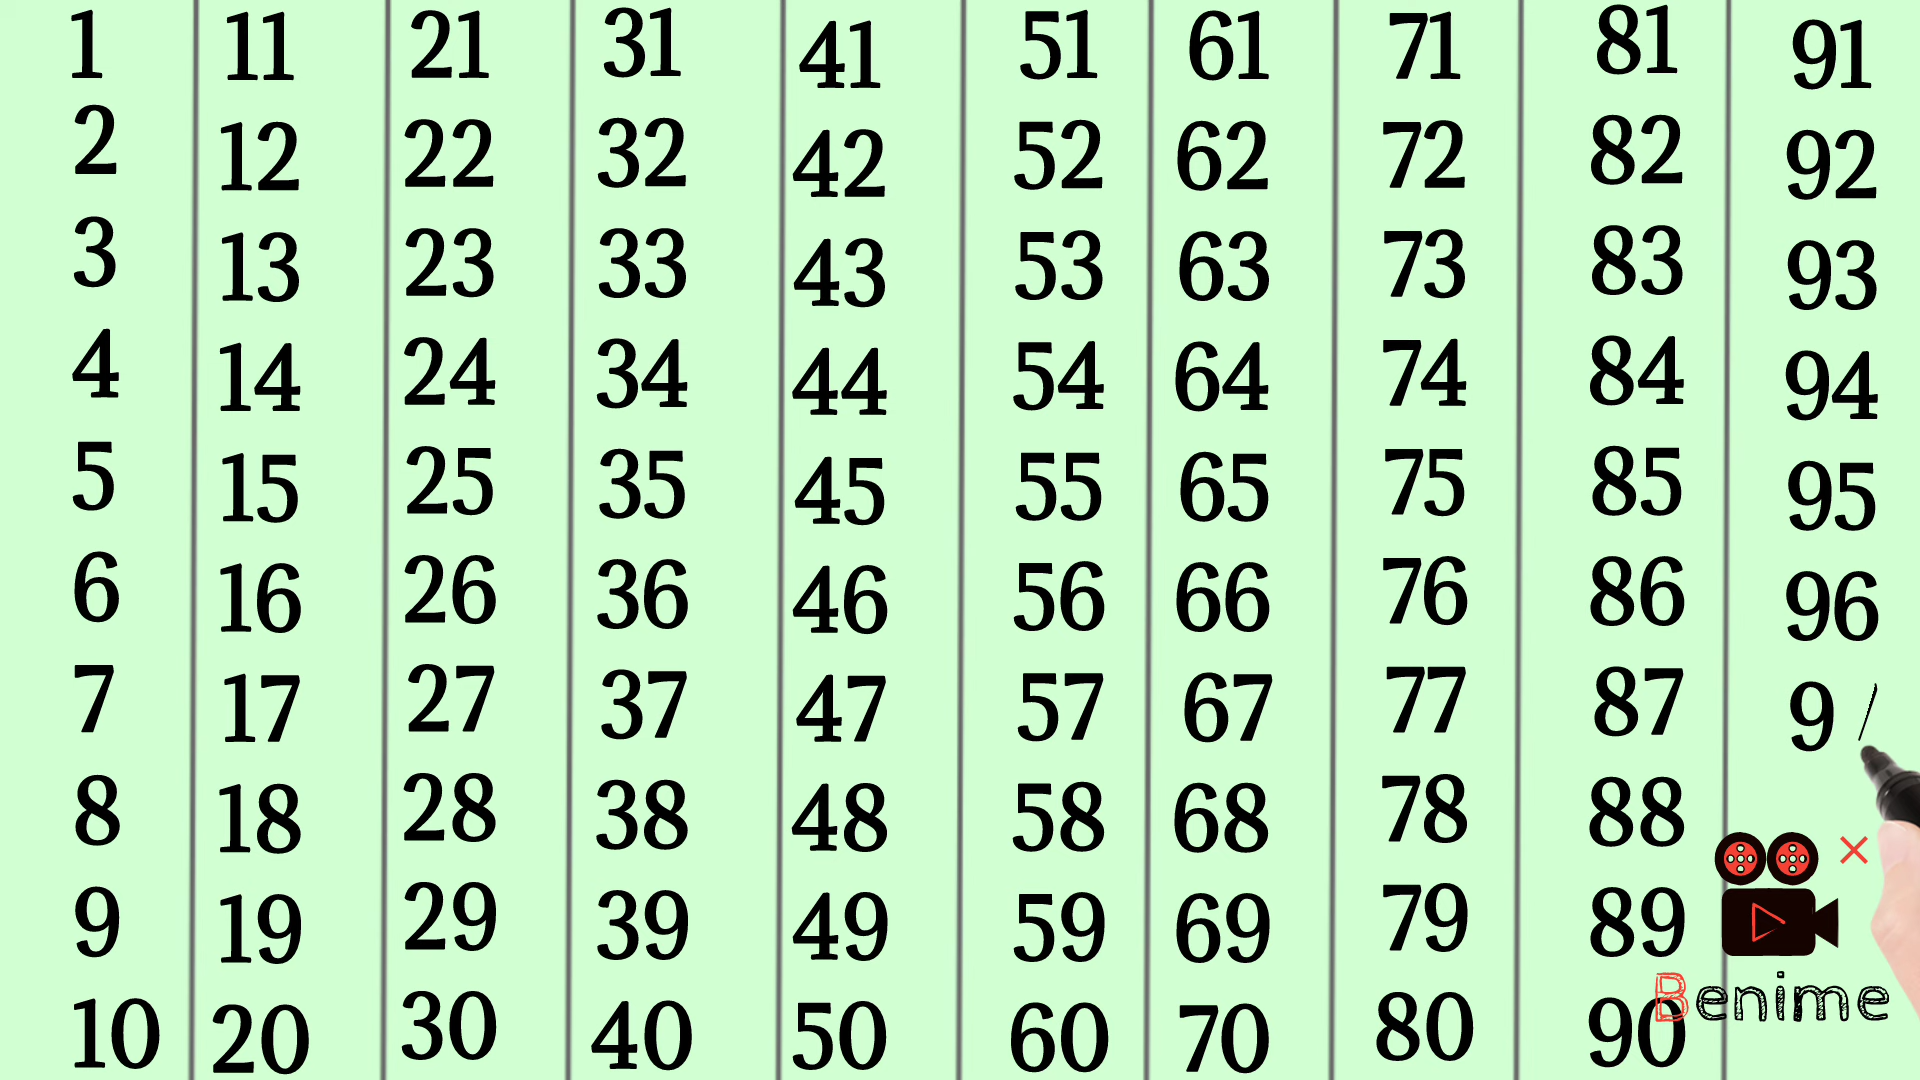 1 11 21 31 41 51 61 71 81 91
2 12 22 32 42 52 62 72 82 92
3 13 23 33 43 53 63 73 83 93
4 14 24 34 44 54 64 74 84 94
5 15 25 35 45 55 65 75 85 95
6 16 26 36 46 56 66 76 86 96
7 17 27 37 47 57 67 77 87 9
8 18 28 38 48 58 68 78 88
9 19 29 39 49 59 69 79 89
10 20 30 40 50 60 70 80 90
Benime